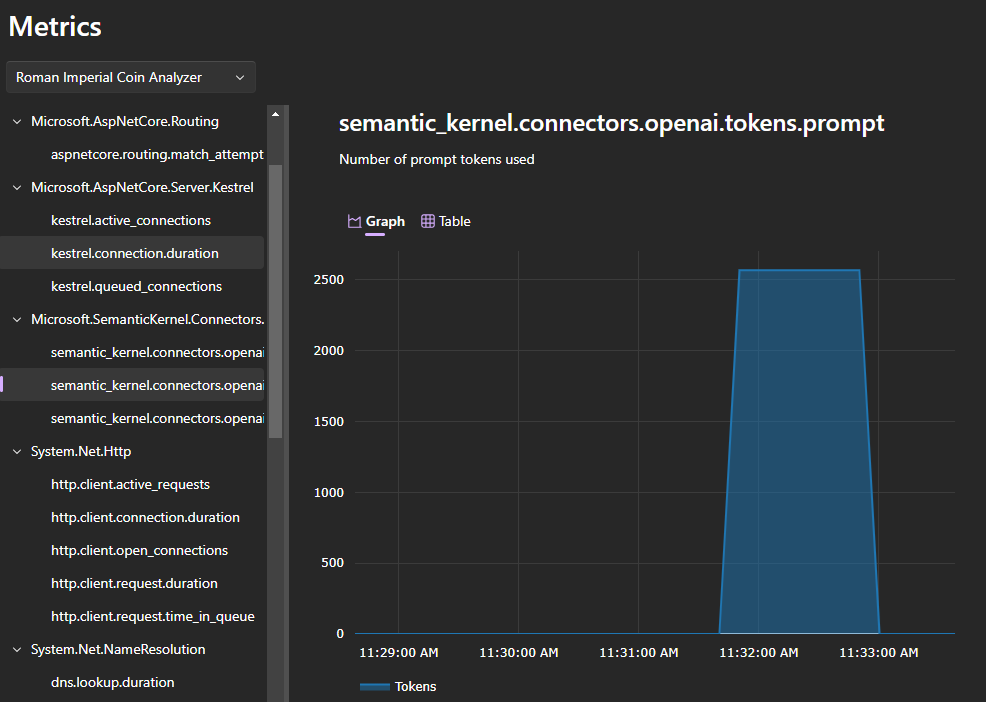 Metrics
Roman Imperial Coin Analyzer
Microsoft.AspNetCore.Routing
aspnetcore.routing.match_attempt
Microsoft.AspNetCore.Server.Kestrel
kestrel.active_connections
kestrel.connection.duration
kestrel.queued_connections
Microsoft.SemanticKernel.Connectors.
semantic_kernel.connectors.openai
semantic_kernel.connectors.openai
semantic_kernel.connectors.openai
System.Net.Http
http.client.active_requests
http.client.connection.duration
http.client.open_connections
http.client.request.duration
http.client.request.time_in_queue
System.Net.NameResolution
dns.lookup.duration
semantic_kernel.connectors.openai.tokens.prompt
Number of prompt tokens used
Graph Table
2500
2000
1500
1000
500
0
11:29:00 AM 11:30:00 AM 11:31:00 AM 11:32:00 AM 11:33:00 AM
Tokens